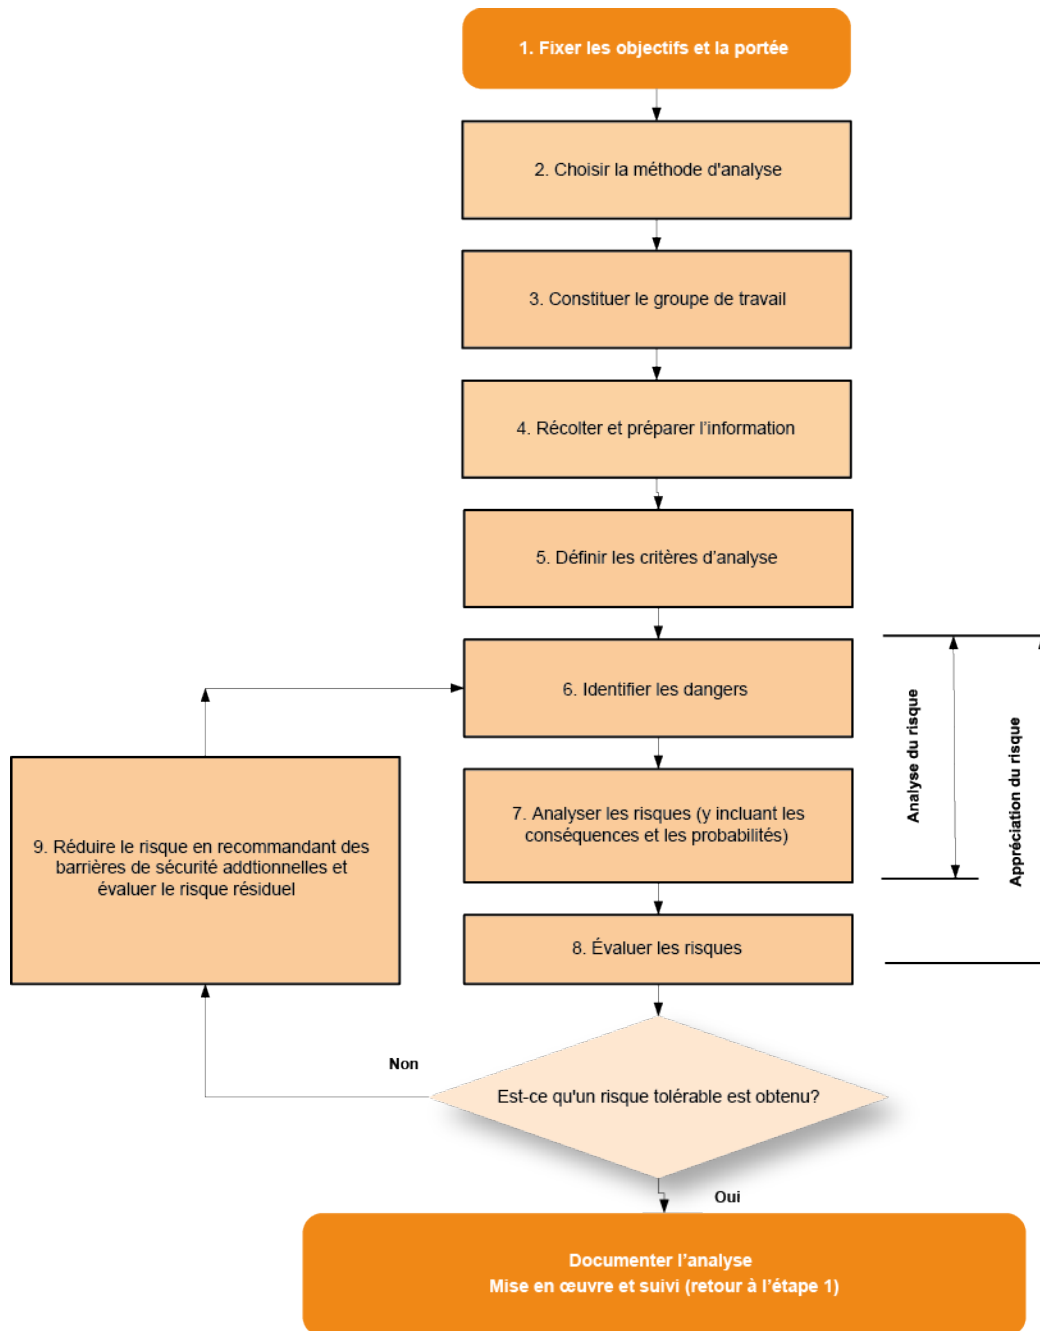 1. Fixer les objectifs et la portée
2. Choisir la méthode d'analyse
3. Constituer le groupe de travail
4. Récolter et préparer l'information
5. Définir les critères d'analyse
6. Identifier les dangers
7. Analyser les risques (y incluant les
conséquences et les probabilités)
8. Évaluer les risques
Analyse du risque
Appréciation du risque
9. Réduire le risque en recommandant des
barrières de sécurité addtionnelles et
évaluer le risque résiduel
Non
Est-ce qu'un risque tolérable est obtenu?
Oui
Documenter l'analyse
Mise en œuvre et suivi (retour à l'étape 1)